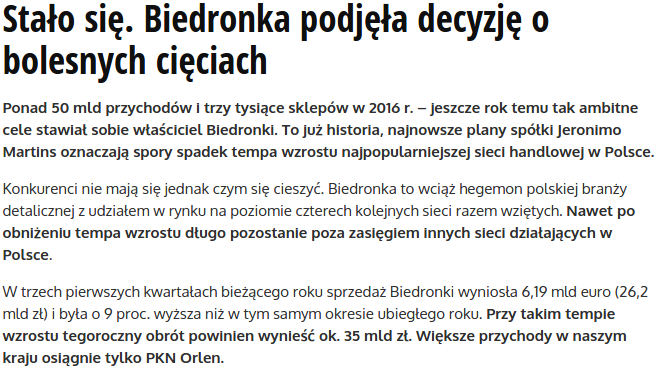 Stało się. Biedronka podjęła decyzję o
bolesnych cięciach
Ponad 50 mld przychodów i trzy tysiące sklepów w 2016 r. – jeszcze rok temu tak ambitne
cele stawiał sobie właściciel Biedronki. To już historia, najnowsze plany spółki Jeronimo
Martins oznaczają spory spadek tempa wzrostu najpopularniejszej sieci handlowej w Polsce.
Konkurenci nie mają się jednak czym się cieszyć. Biedronka to wciąż hegemon polskiej branży
detalicznej z udziałem w rynku na poziomie czterech kolejnych sieci razem wziętych. Nawet po
obniżeniu tempa wzrostu długo pozostanie poza zasięgiem innych sieci działających w
Polsce.
W trzech pierwszych kwartałach bieżącego roku sprzedaż Biedronki wyniosła 6,19 mld euro (26,2
mld zł) i była o 9 proc. wyższa niż w tym samym okresie ubiegłego roku. Przy takim tempie
wzrostu tegoroczny obrót powinien wynieść ok. 35 mld zł. Większe przychody w naszym
kraju osiągnie tylko PKN Orlen.